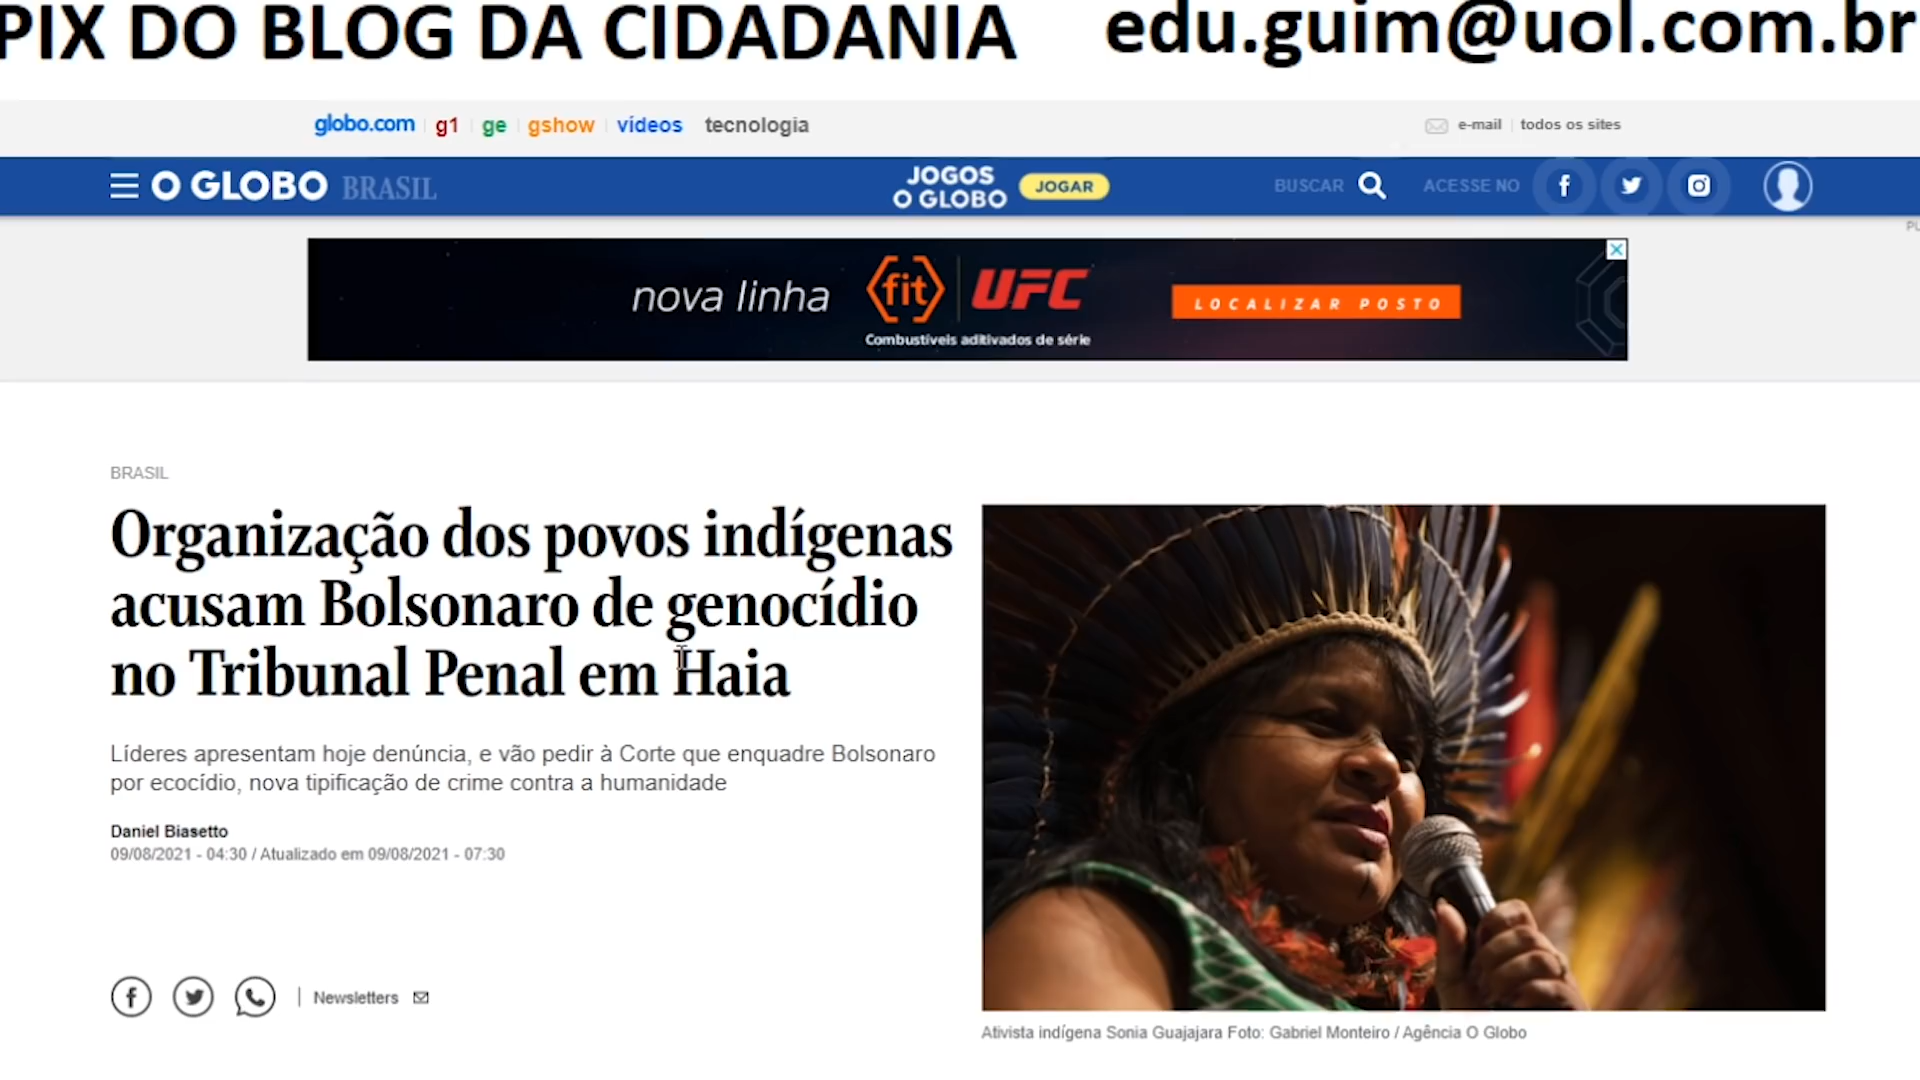 PIX DO BLOG DA CIDADANIA edu.guim@uol.com.br
globo.com g1 ge gshow vídeos tecnologia e-mail todos os sites
O GLOBO BRASIL JOGOS O GLOBO JOGAR BUSCAR ACESSE NO
nova linha fit UFC LOCALIZAR POSTO
Combustíveis aditivados de série
BRASIL
Organização dos povos indígenas
acusam Bolsonaro de genocídio
no Tribunal Penal em Haia
Líderes apresentam hoje denúncia, e vão pedir à Corte que enquadre Bolsonaro
por ecocídio, nova tipificação de crime contra a humanidade
Daniel Biasetto
09/08/2021 - 04:30 / Atualizado em 09/08/2021 - 07:30
Newsletters
Ativista indígena Sonia Guajajara Foto: Gabriel Monteiro / Agência O Globo